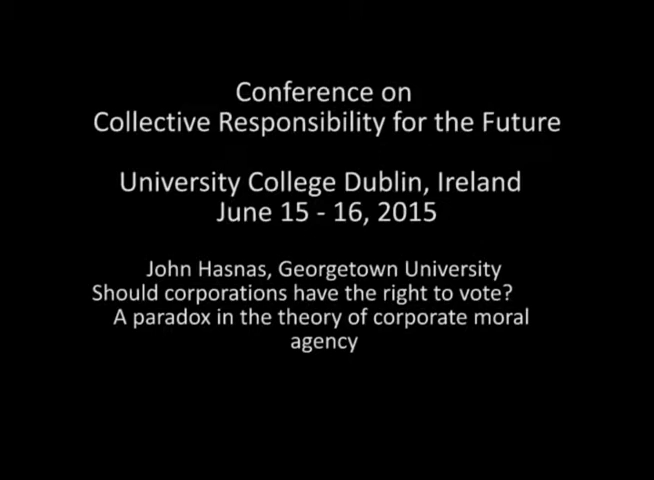 Conference on
Collective Responsibility for the Future
University College Dublin, Ireland
June 15 - 16, 2015
John Hasnas, Georgetown University
Should corporations have the right to vote?
A paradox in the theory of corporate moral
agency